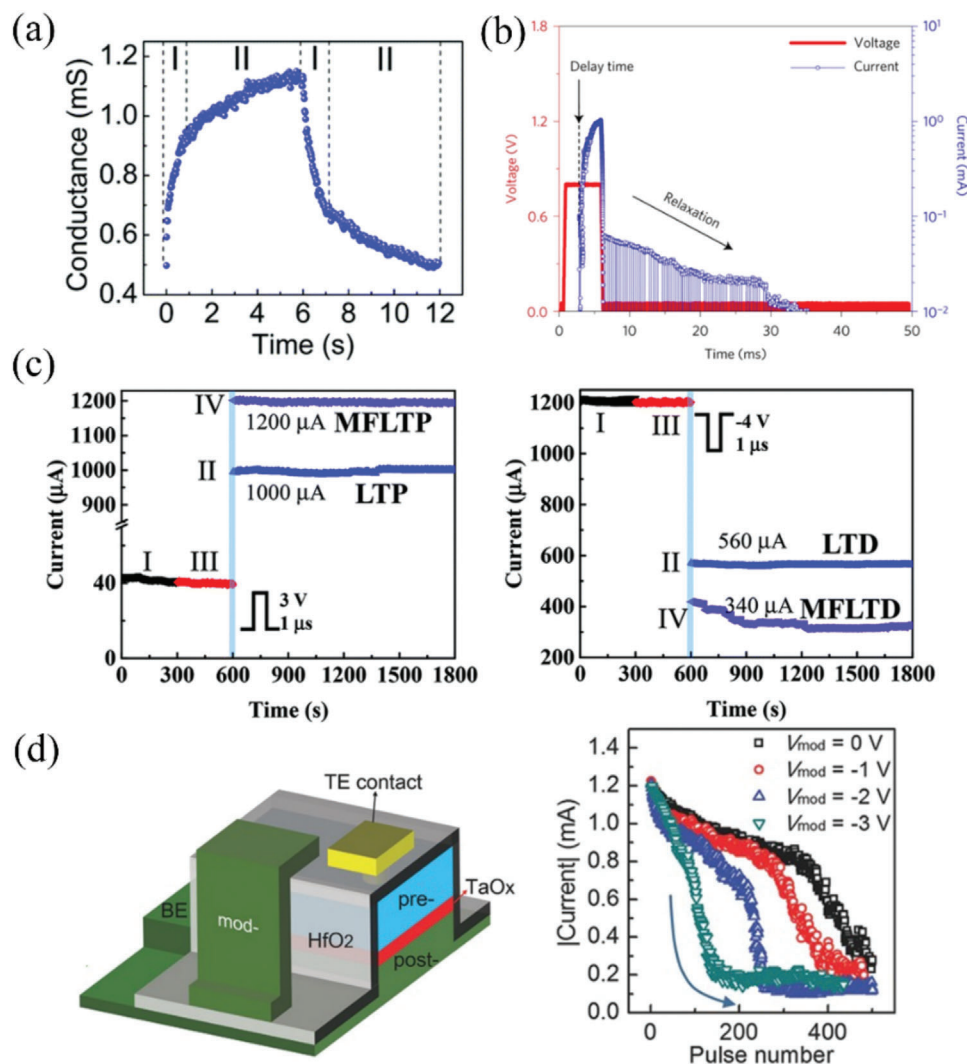 (a)
I II I II
Conductance (mS)
1.2
1.0
0.8
0.6
0.4
0 2 4 6 8 10 12
Time (s)
(b)
Voltage
Current
Delay time
Relaxation
Voltage (V)
1.8
1.2
0.6
0.0
Current (mA)
10¹
10⁰
10⁻¹
10⁻²
0 10 20 30 40 50
Time (ms)
(c)
Current (µA)
1200
1100
1000
900
40
0
IV
1200 µA MFLTP
II
1000 µA LTP
I III
3 V
1 µs
0 300 600 900 1200 1500 1800
Time (s)
Current (µA)
1200
1000
800
600
400
200
I III
-4 V
1 µs
II
560 µA LTD
IV
340 µA MFLTD
0 300 600 900 1200 1500 1800
Time (s)
(d)
TE contact
TaOx
BE
mod-
HfO₂
pre-
post-
|Current| (mA)
1.4
1.2
1.0
0.8
0.6
0.4
0.2
0.0
Vmod = 0 V
Vmod = -1 V
Vmod = -2 V
Vmod = -3 V
0 200 400
Pulse number